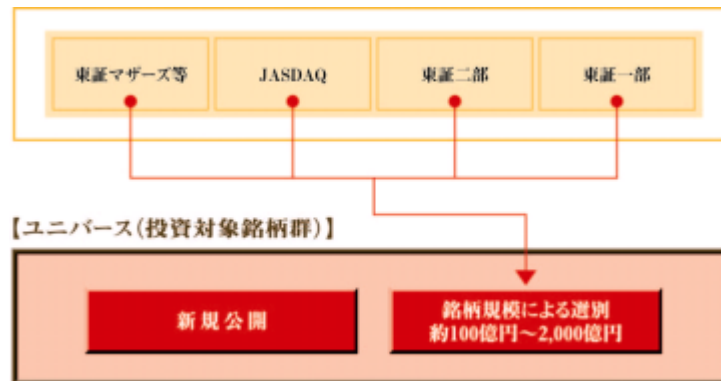 東証マザーズ等
JASDAQ
東証二部
東証一部
【ユニバース(投資対象銘柄群)】
新規公開
銘柄規模による選別
約100億円～2,000億円